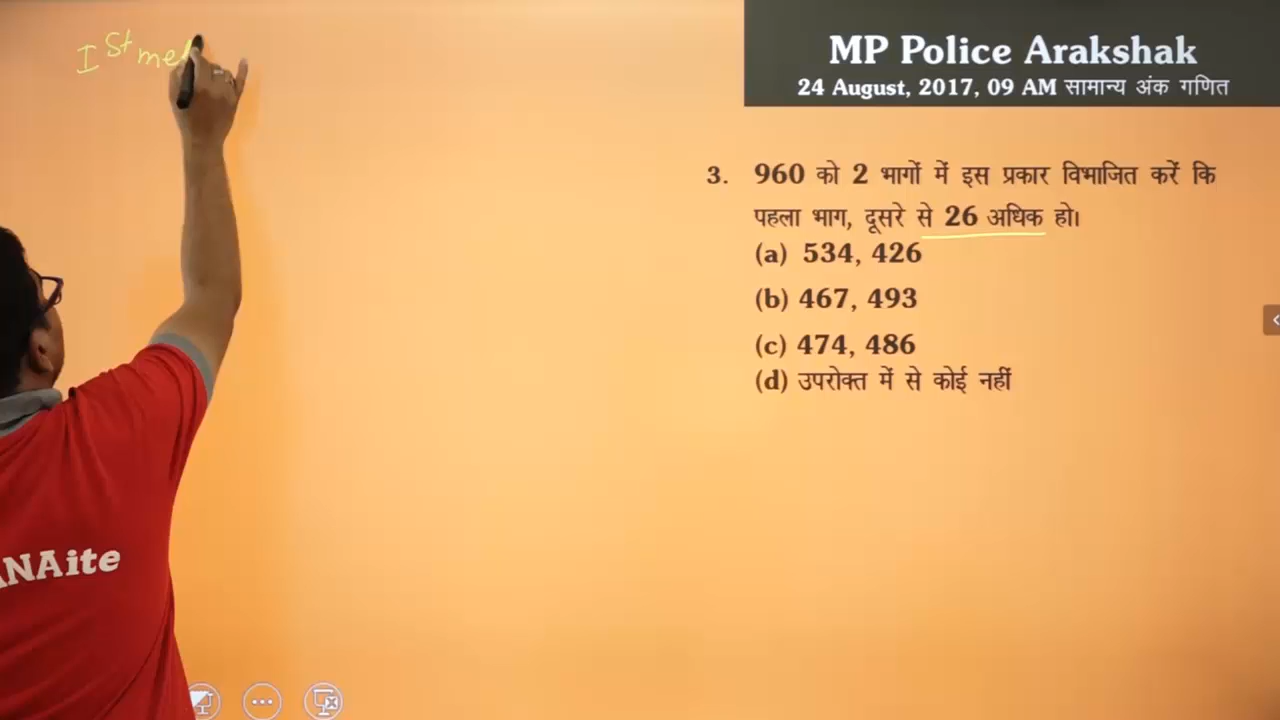 I st me
MP Police Arakshak
24 August, 2017, 09 AM सामान्य अंक गणित
3. 960 को 2 भागों में इस प्रकार विभाजित करें कि
पहला भाग, दूसरे से 26 अधिक हो।
(a) 534, 426
(b) 467, 493
(c) 474, 486
(d) उपरोक्त में से कोई नहीं
NAite